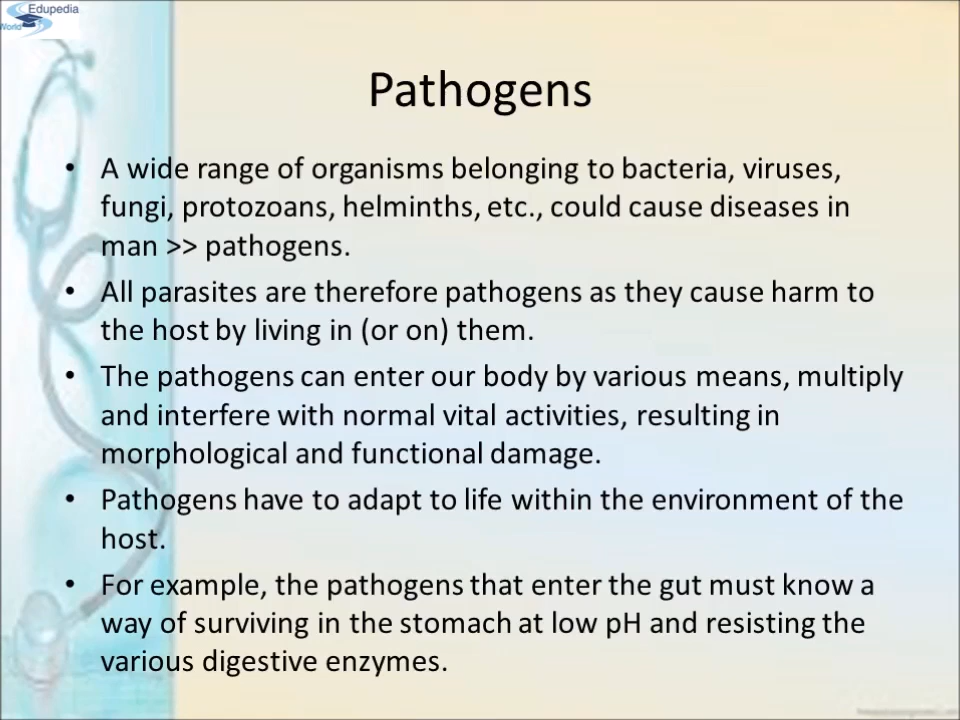 Edupedia
World
Pathogens
• A wide range of organisms belonging to bacteria, viruses,
fungi, protozoans, helminths, etc., could cause diseases in
man >> pathogens.
• All parasites are therefore pathogens as they cause harm to
the host by living in (or on) them.
• The pathogens can enter our body by various means, multiply
and interfere with normal vital activities, resulting in
morphological and functional damage.
• Pathogens have to adapt to life within the environment of the
host.
• For example, the pathogens that enter the gut must know a
way of surviving in the stomach at low pH and resisting the
various digestive enzymes.